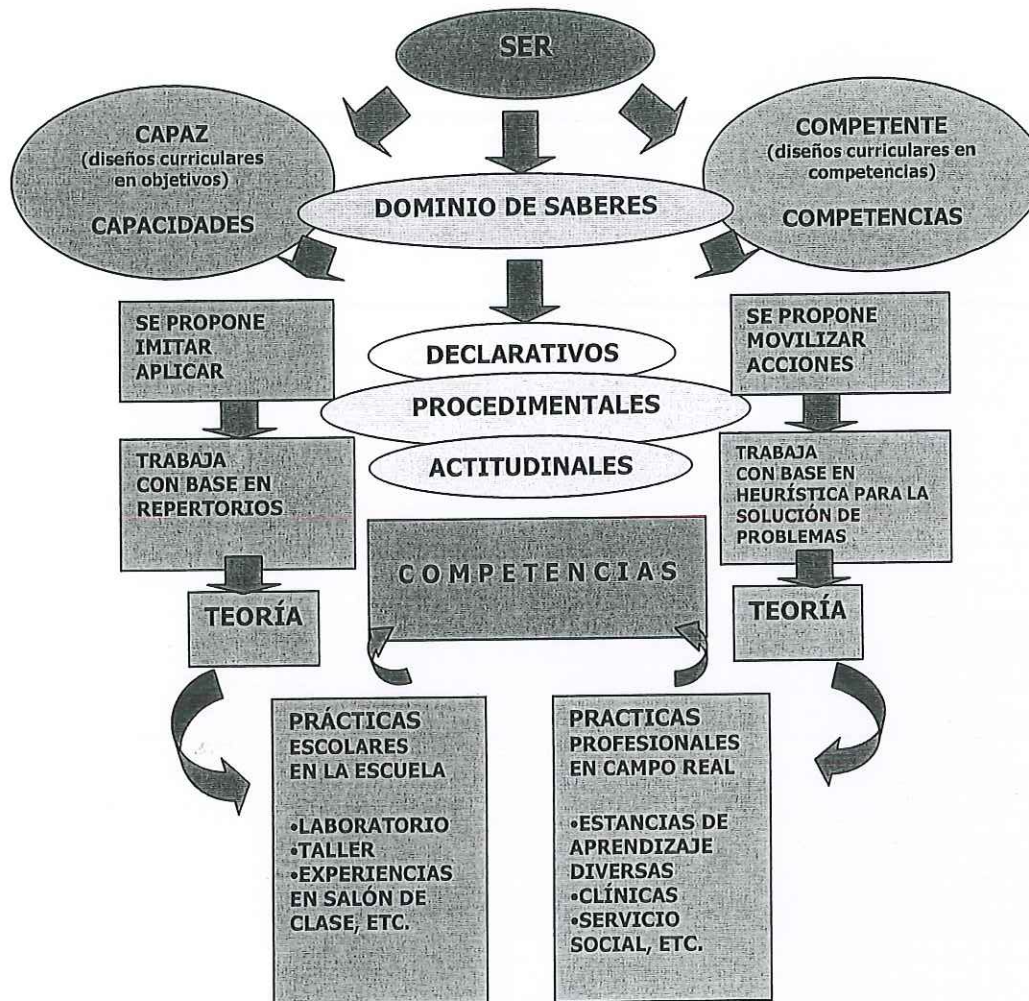 SER
CAPAZ
(diseños curriculares
en objetivos)
CAPACIDADES
COMPETENTE
(diseños curriculares en
competencias)
COMPETENCIAS
DOMINIO DE SABERES
SE PROPONE
IMITAR
APLICAR
DECLARATIVOS
PROCEDIMENTALES
ACTITUDINALES
SE PROPONE
MOVILIZAR
ACCIONES
TRABAJA
CON BASE EN
REPERTORIOS
TRABAJA
CON BASE EN
HEURÍSTICA PARA LA
SOLUCIÓN DE
PROBLEMAS
COMPETENCIAS
TEORÍA
TEORÍA
PRÁCTICAS
ESCOLARES
EN LA ESCUELA
•LABORATORIO
•TALLER
•EXPERIENCIAS
EN SALÓN DE
CLASE, ETC.
PRACTICAS
PROFESIONALES
EN CAMPO REAL
•ESTANCIAS DE
APRENDIZAJE
DIVERSAS
•CLÍNICAS
•SERVICIO
SOCIAL, ETC.